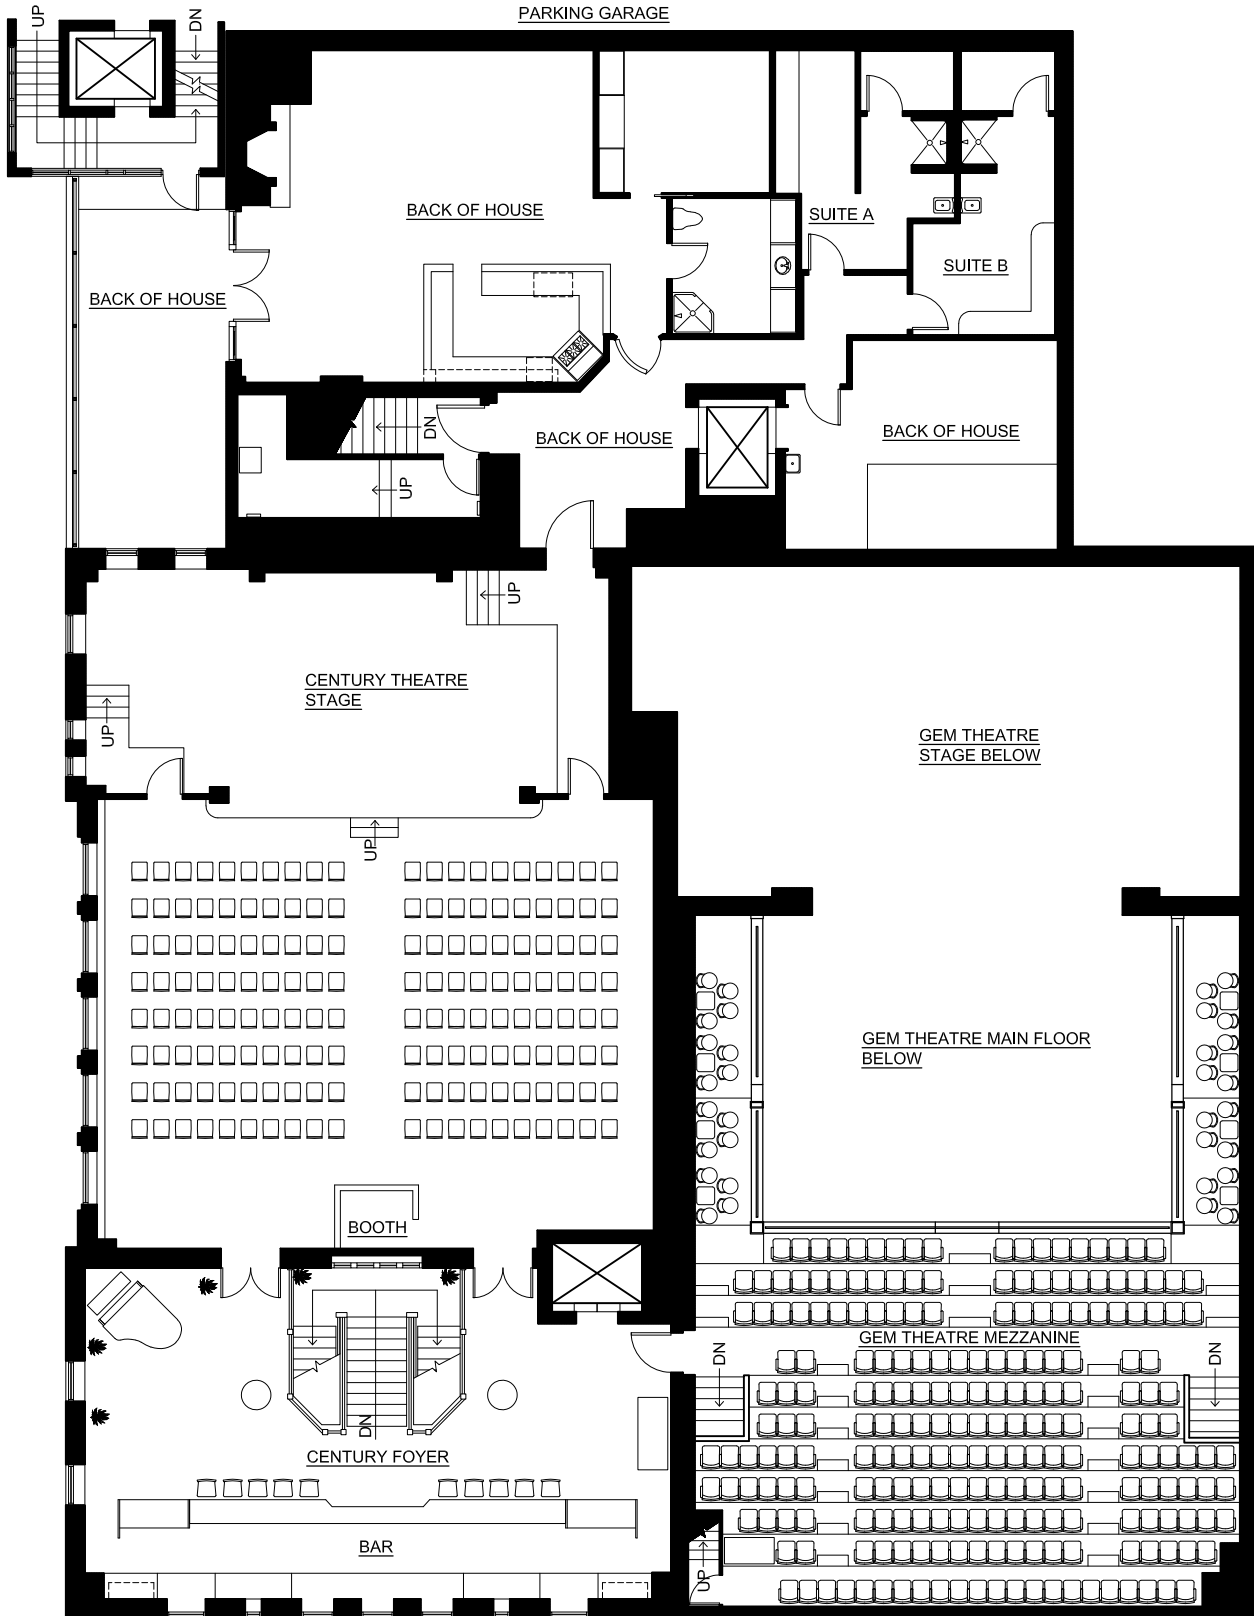 PARKING GARAGE
UP
DN
BACK OF HOUSE
SUITE A
SUITE B
BACK OF HOUSE
DN
BACK OF HOUSE
BACK OF HOUSE
UP
UP
CENTURY THEATRE
STAGE
UP
GEM THEATRE
STAGE BELOW
UP
GEM THEATRE MAIN FLOOR
BELOW
BOOTH
GEM THEATRE MEZZANINE
DN
DN
DN
CENTURY FOYER
BAR
UP